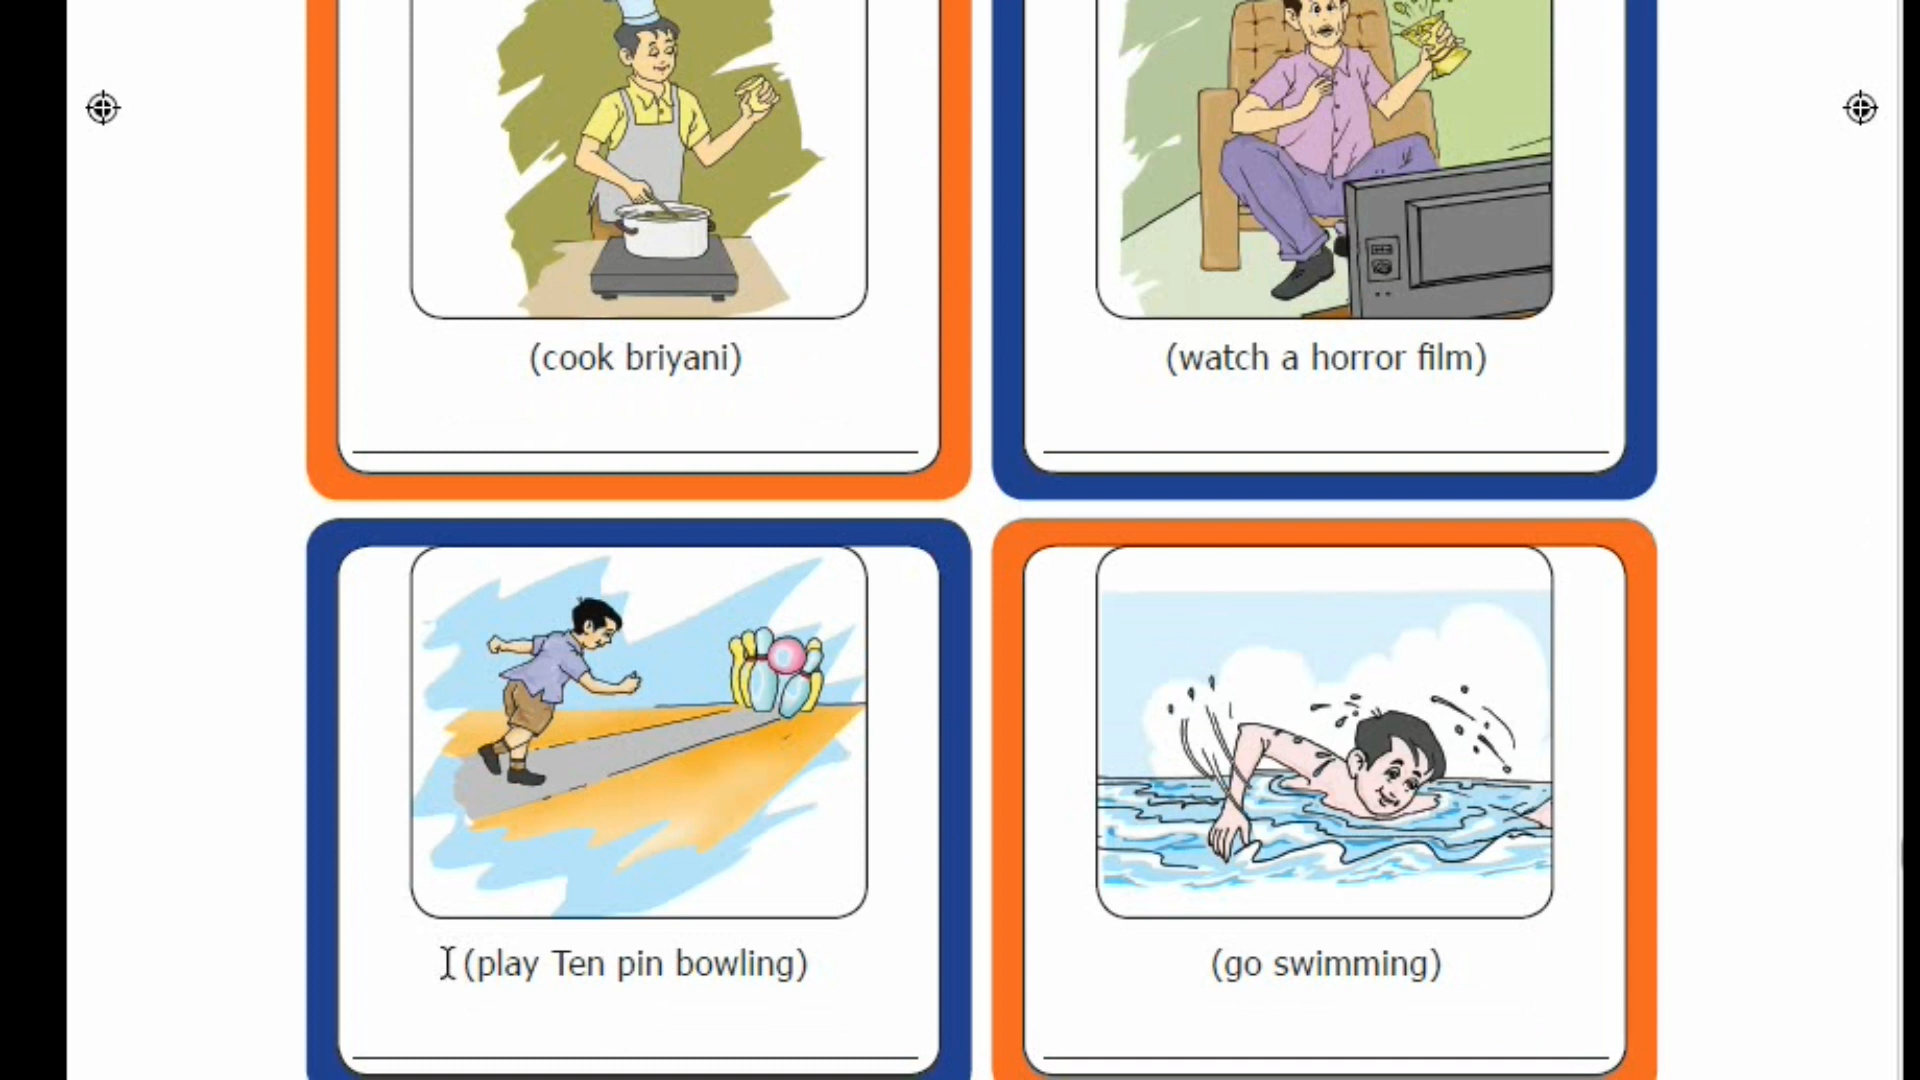 (cook briyani)
(watch a horror film)
(play Ten pin bowling)
(go swimming)